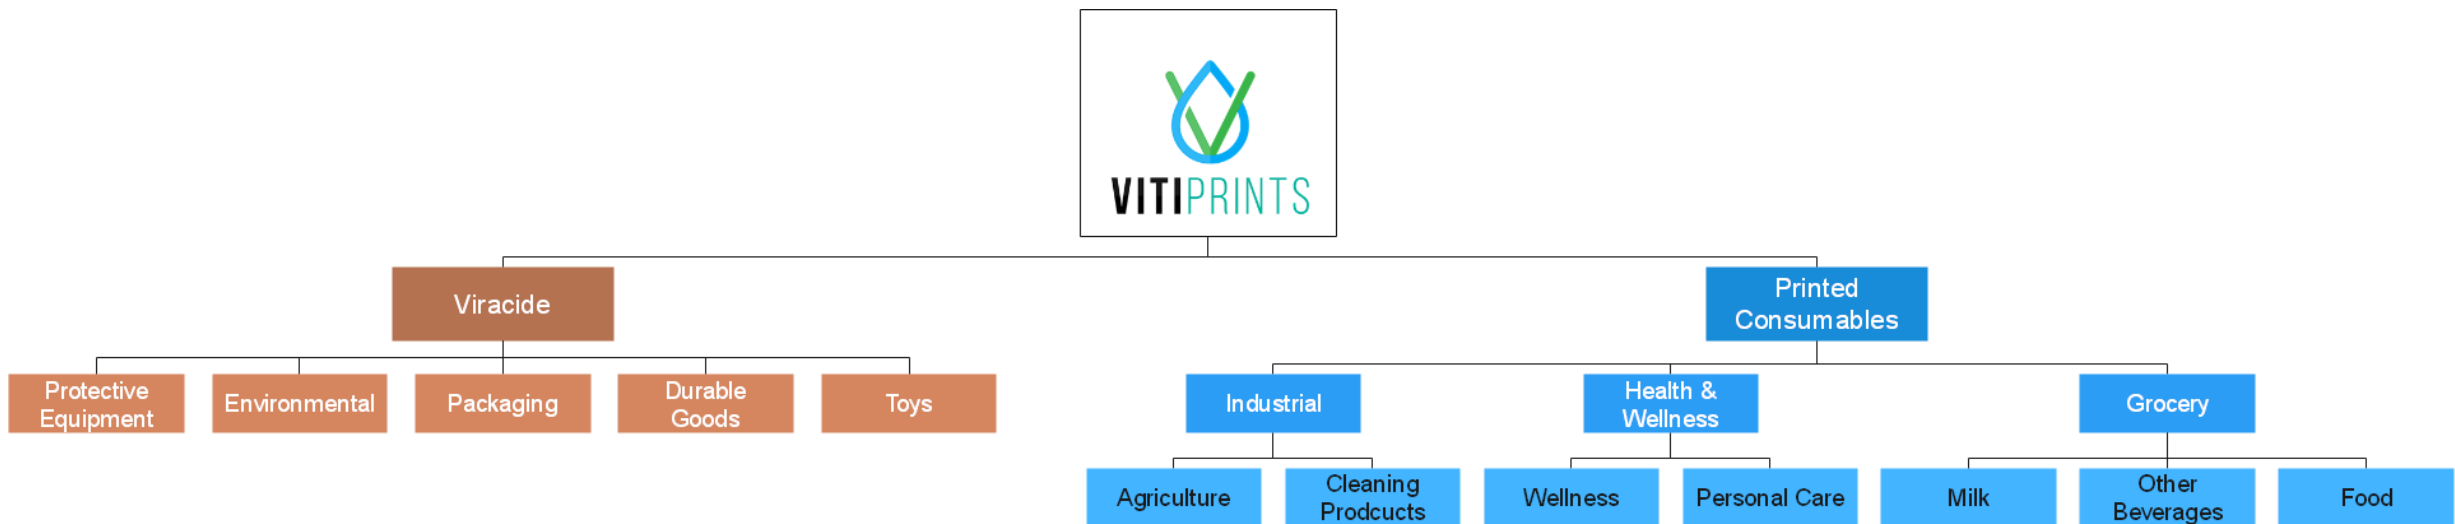 VITIPRINTS
Viracide
Printed
Consumables
Protective
Equipment
Environmental
Packaging
Durable
Goods
Toys
Industrial
Health &
Wellness
Grocery
Agriculture
Cleaning
Prodcucts
Wellness
Personal Care
Milk
Other
Beverages
Food